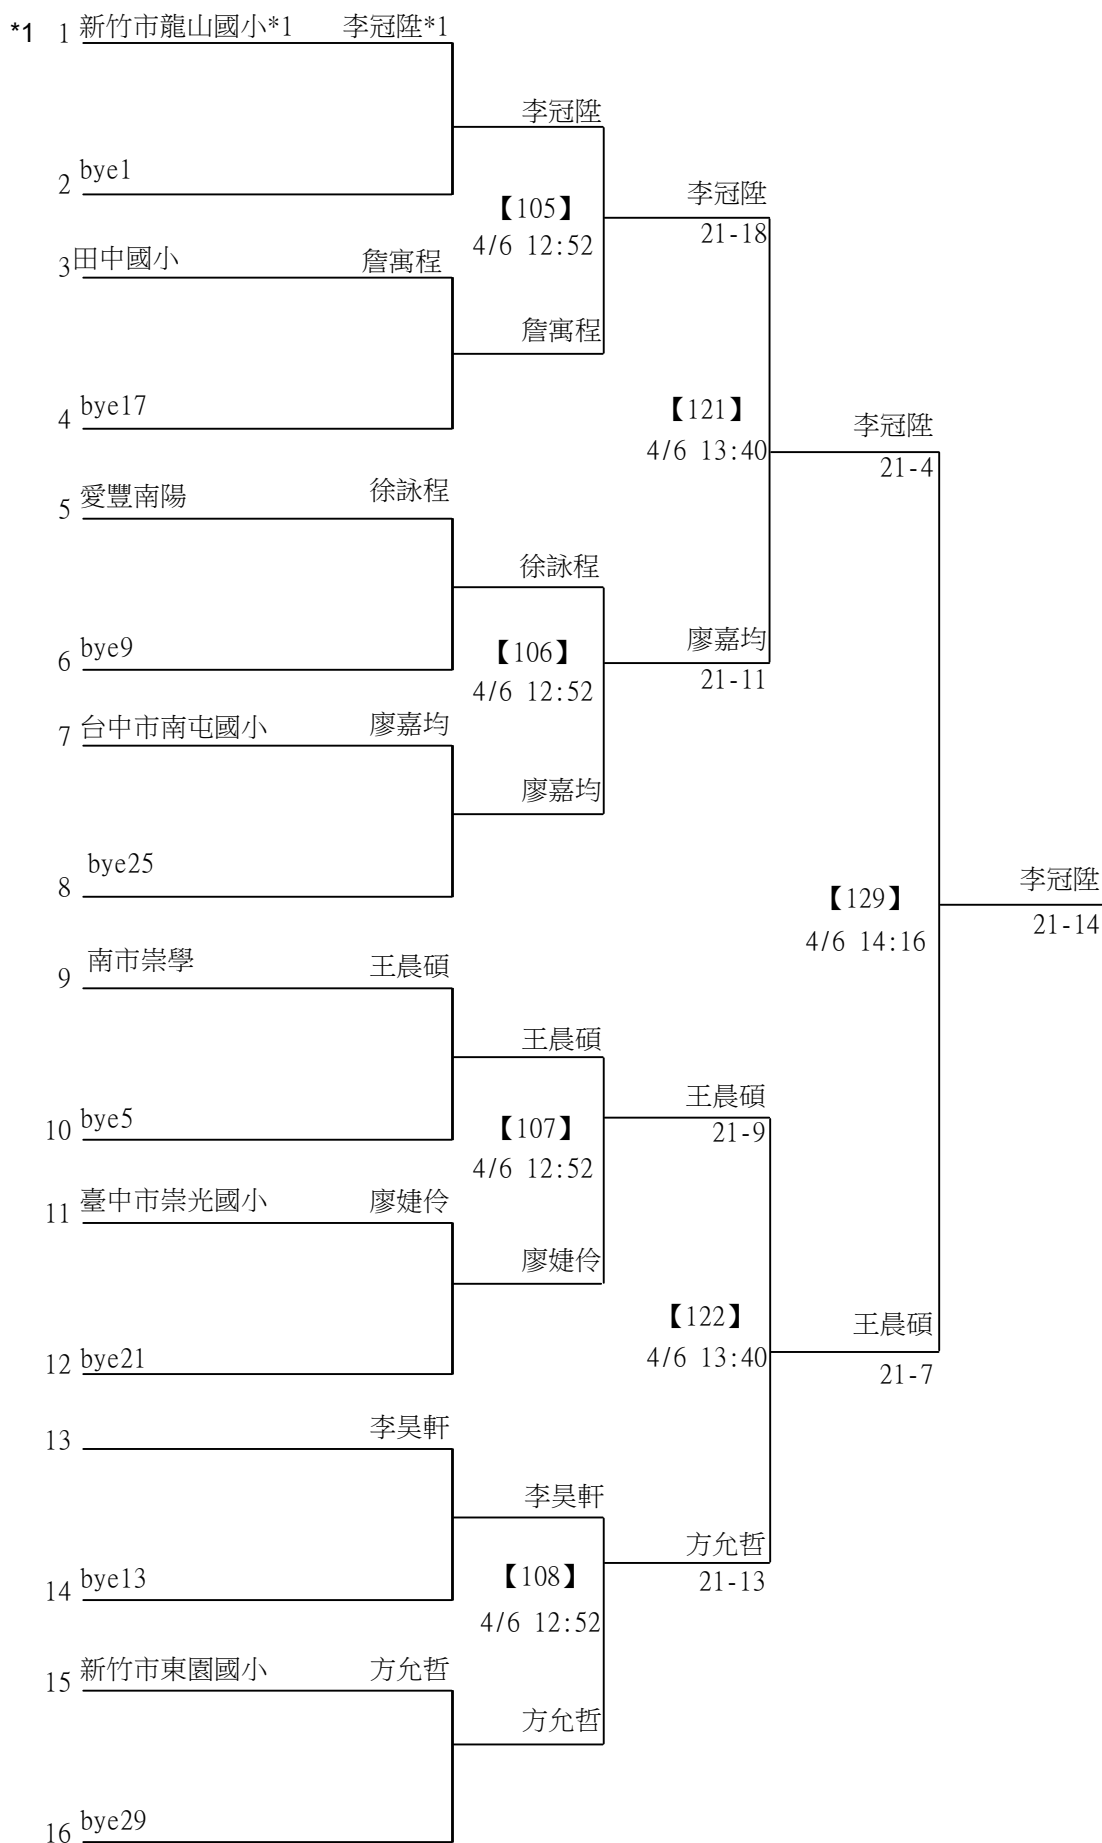 *1 1 新竹市龍山國小*1 李冠陞*1
李冠陞
2 bye1
李冠陞
【105】
21-18
4/6 12:52
3 田中國小 詹寓程
詹寓程
4 bye17
【121】
李冠陞
4/6 13:40
21-4
5 愛豐南陽 徐詠程
徐詠程
6 bye9
【106】
廖嘉均
4/6 12:52
21-11
7 台中市南屯國小 廖嘉均
廖嘉均
8 bye25
李冠陞
【129】
21-14
4/6 14:16
9 南市崇學 王晨碩
王晨碩
王晨碩
10 bye5
【107】
21-9
4/6 12:52
11 臺中市崇光國小 廖婕伶
廖婕伶
【122】
王晨碩
12 bye21
4/6 13:40
21-7
13 李昊軒
李昊軒
方允哲
14 bye13
【108】
21-13
4/6 12:52
15 新竹市東園國小 方允哲
方允哲
16 bye29